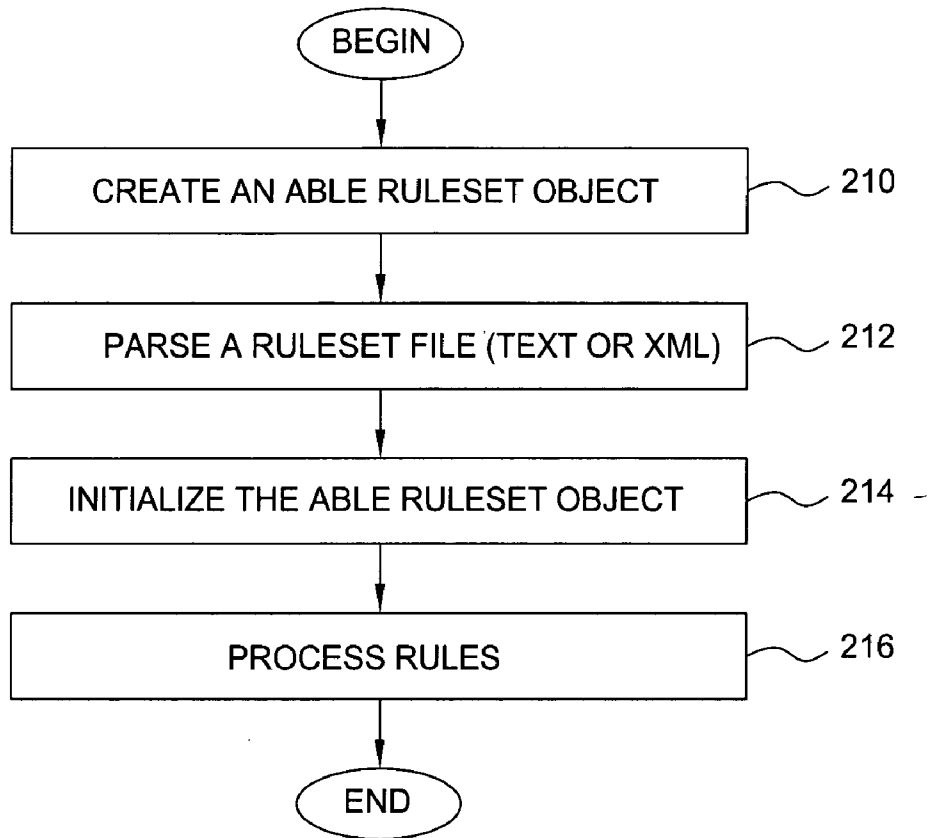 BEGIN
CREATE AN ABLE RULESET OBJECT
210
PARSE A RULESET FILE (TEXT OR XML)
212
INITIALIZE THE ABLE RULESET OBJECT
214
PROCESS RULES
216
END